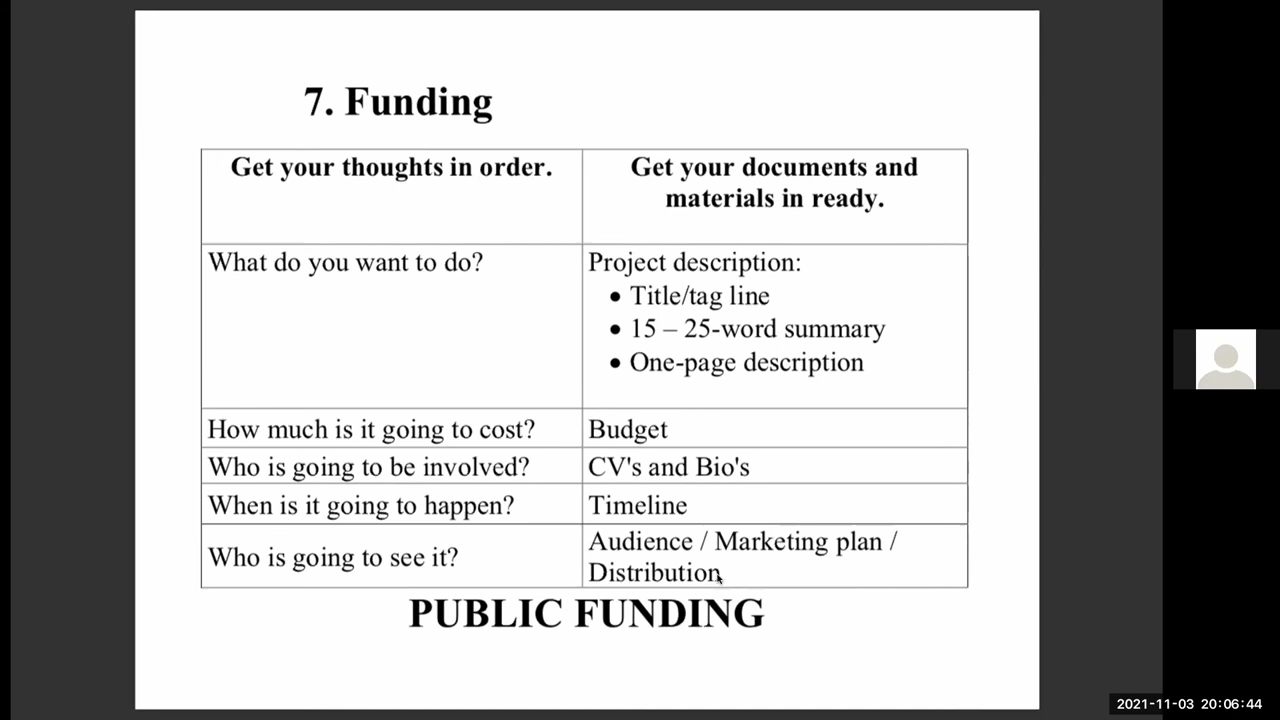 7. Funding
Get your thoughts in order.
Get your documents and
materials in ready.
What do you want to do?
Project description:
• Title/tag line
• 15 – 25-word summary
• One-page description
How much is it going to cost?
Budget
Who is going to be involved?
CV's and Bio's
When is it going to happen?
Timeline
Who is going to see it?
Audience / Marketing plan /
Distribution
PUBLIC FUNDING
2021-11-03 20:06:44